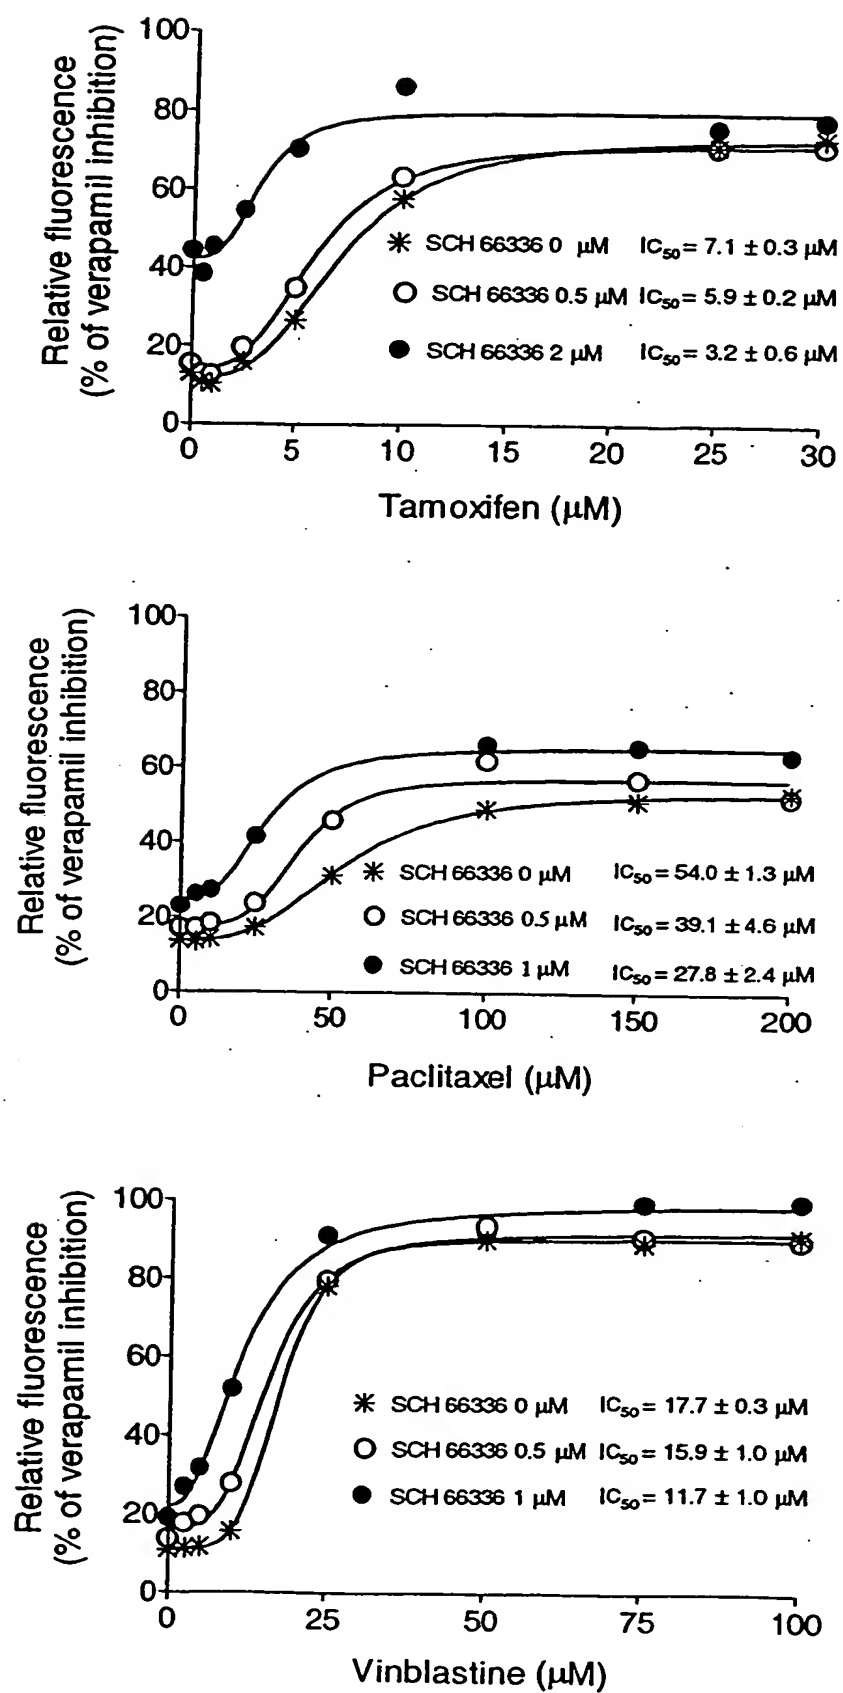 Relative fluorescence
(% of verapamil inhibition)
100
80
60
40
20
0
SCH 66336 0 μM IC50= 7.1 ± 0.3 μM
SCH 66336 0.5 μM IC50= 5.9 ± 0.2 μM
SCH 66336 2 μM IC50= 3.2 ± 0.6 μM
0 5 10 15 20 25 30
Tamoxifen (μM)
Relative fluorescence
(% of verapamil inhibition)
100
80
60
40
20
0
SCH 66336 0 μM IC50= 54.0 ± 1.3 μM
SCH 66336 0.5 μM IC50= 39.1 ± 4.6 μM
SCH 66336 1 μM IC50= 27.8 ± 2.4 μM
0 50 100 150 200
Paclitaxel (μM)
Relative fluorescence
(% of verapamil inhibition)
100
80
60
40
20
0
SCH 66336 0 μM IC50= 17.7 ± 0.3 μM
SCH 66336 0.5 μM IC50= 15.9 ± 1.0 μM
SCH 66336 1 μM IC50= 11.7 ± 1.0 μM
0 25 50 75 100
Vinblastine (μM)